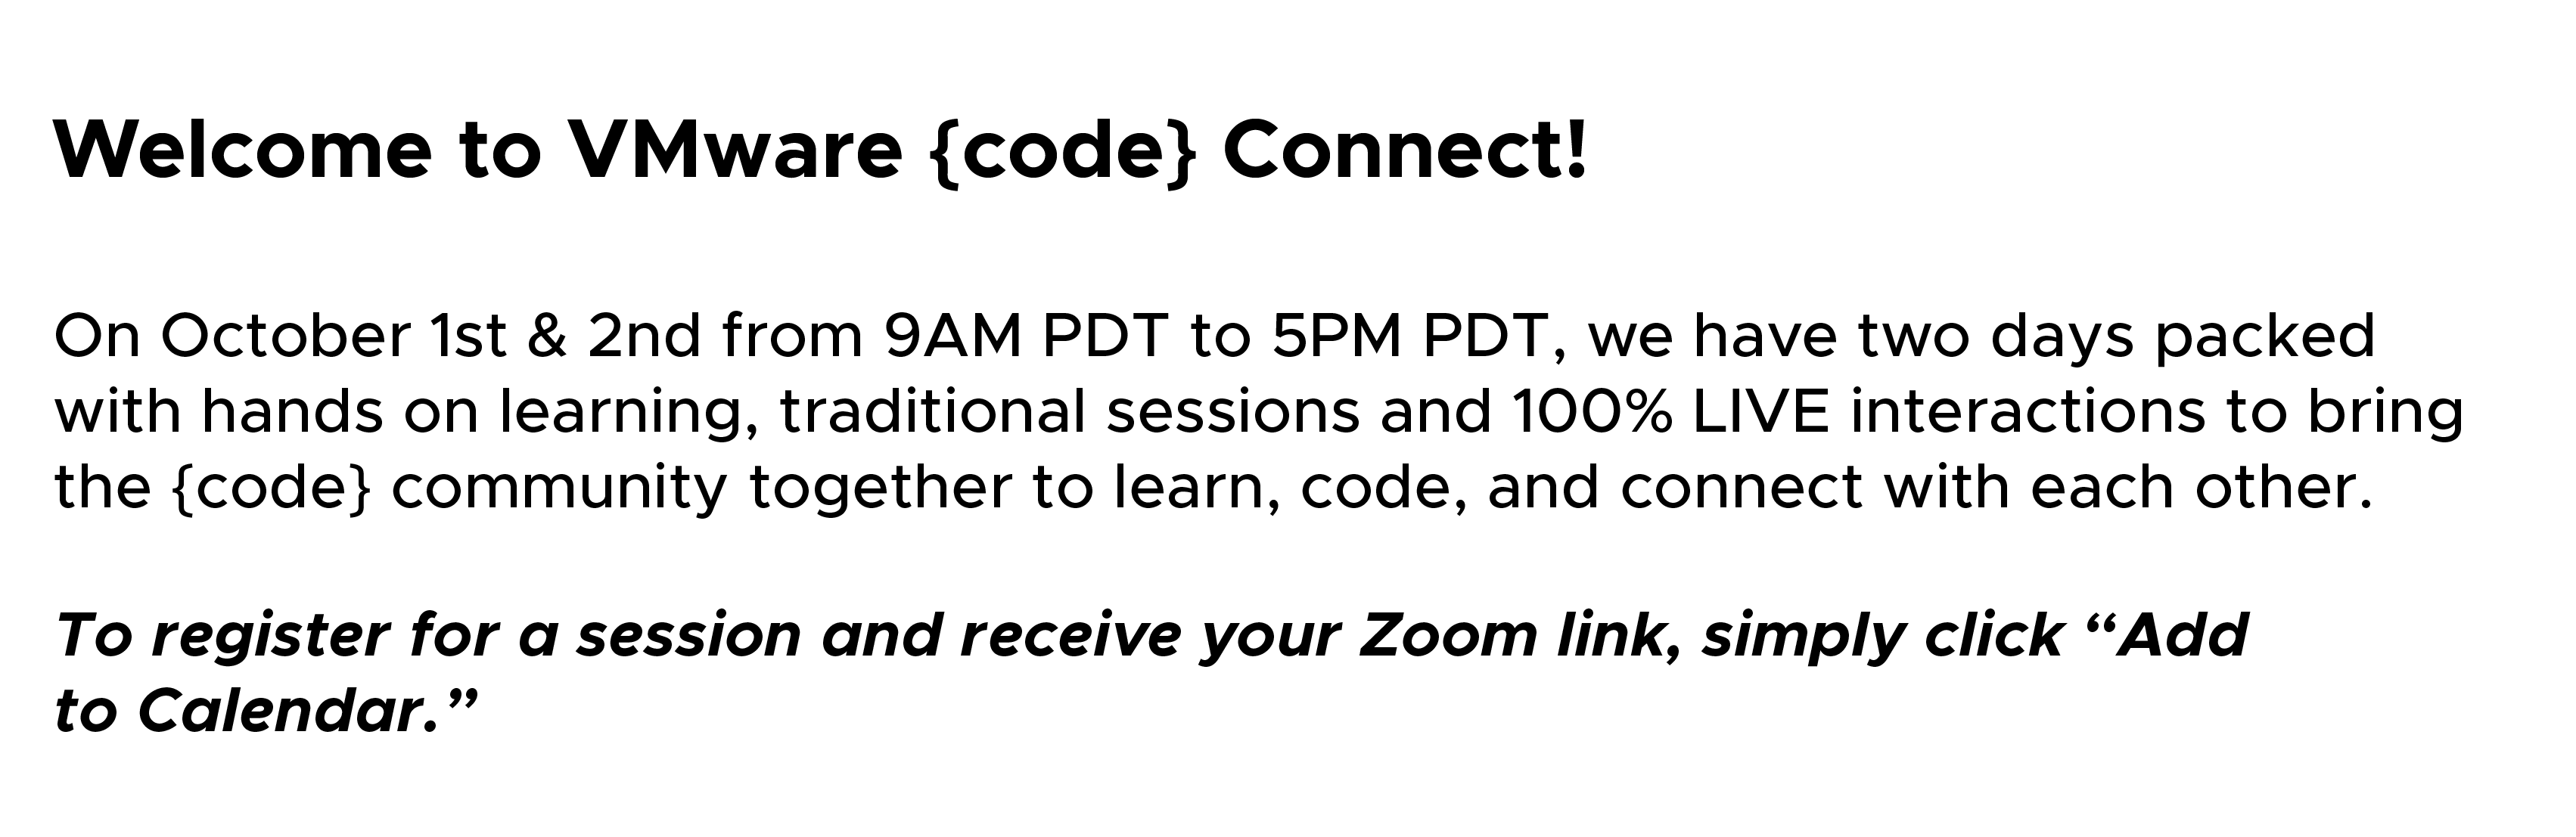 Welcome to VMware {code} Connect!
On October 1st & 2nd from 9AM PDT to 5PM PDT, we have two days packed
with hands on learning, traditional sessions and 100% LIVE interactions to bring
the {code} community together to learn, code, and connect with each other.
To register for a session and receive your Zoom link, simply click “Add
to Calendar.”